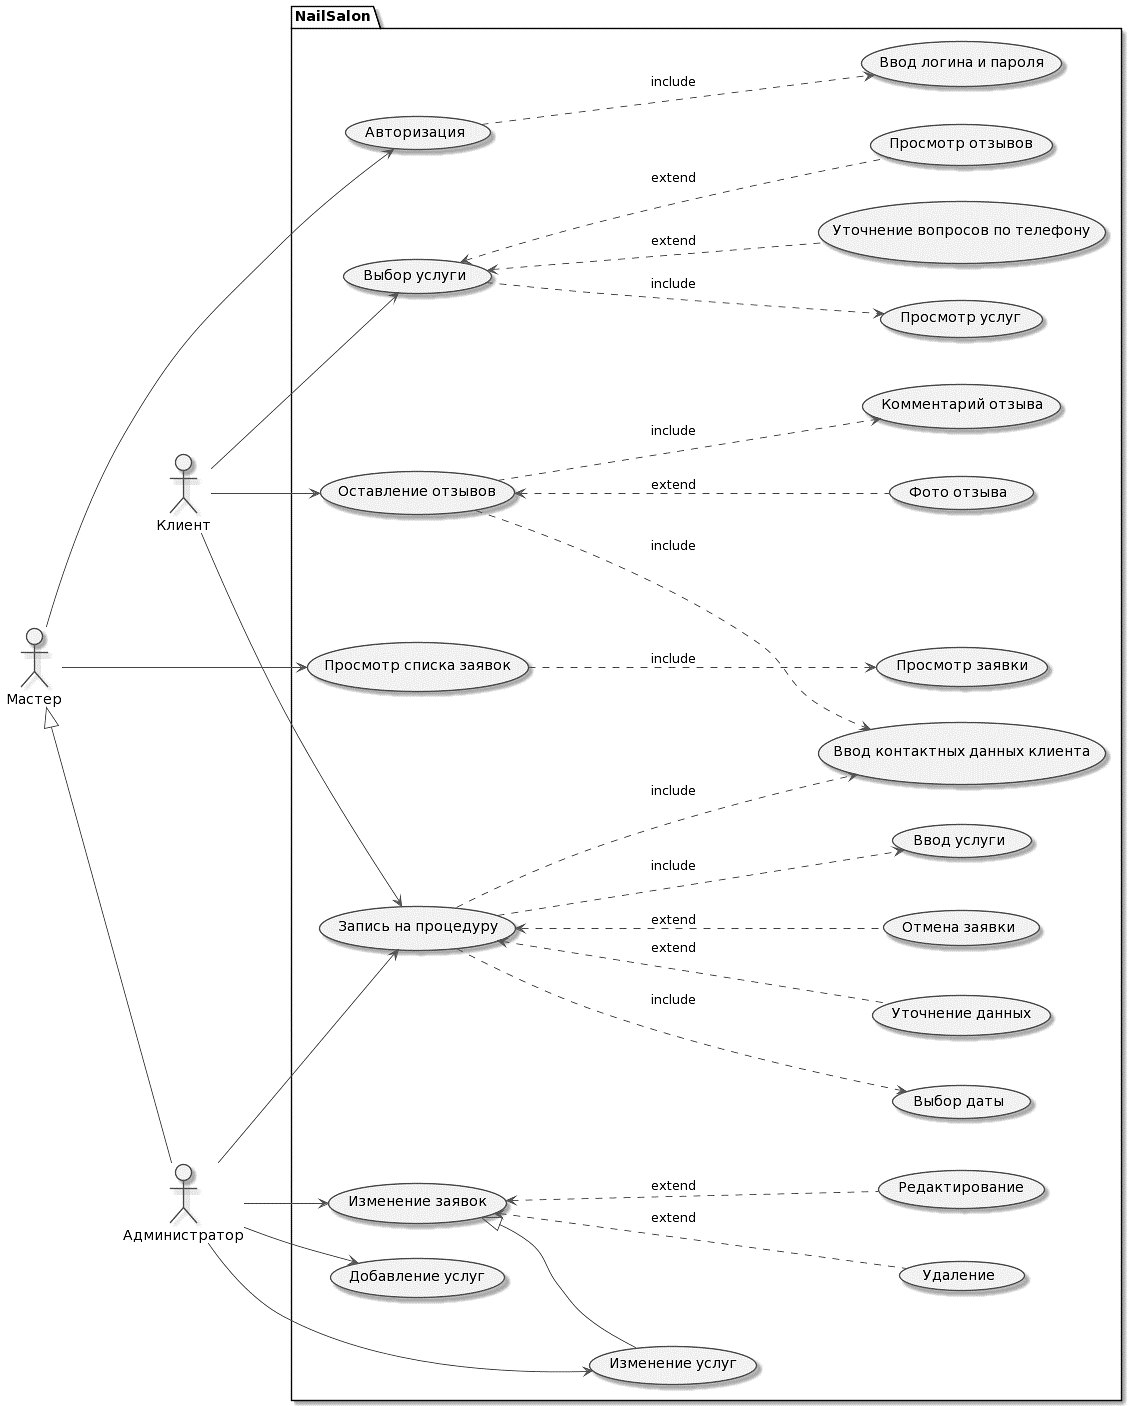 NailSalon
Ввод логина и пароля
include
Авторизация
Просмотр отзывов
extend
Уточнение вопросов по телефону
extend
Выбор услуги
include
Просмотр услуг
Комментарий отзыва
include
extend
Оставление отзывов
Фото отзыва
Клиент
include
include
Просмотр списка заявок
Просмотр заявки
Мастер
Ввод контактных данных клиента
include
Ввод услуги
include
extend
Запись на процедуру
Отмена заявки
extend
include
Уточнение данных
Выбор даты
extend
Редактирование
Изменение заявок
extend
Администратор
Добавление услуг
Удаление
Изменение услуг